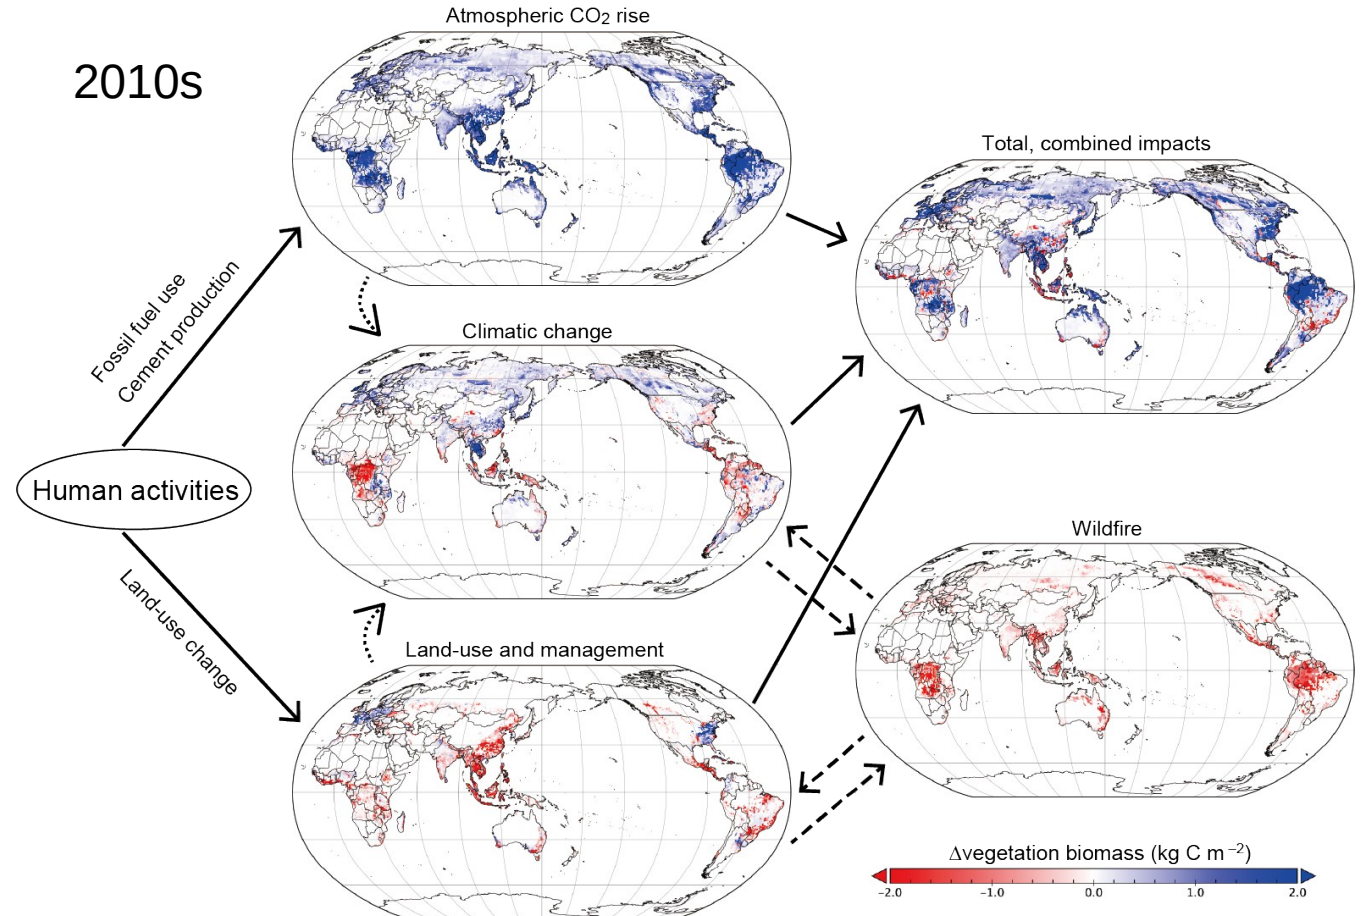 Atmospheric CO2 rise
2010s
Total, combined impacts
Fossil fuel use
Cement production
Climatic change
Human activities
Wildfire
Land-use change
Land-use and management
Δvegetation biomass (kg C m −2)
−2.0 −1.0 0.0 1.0 2.0